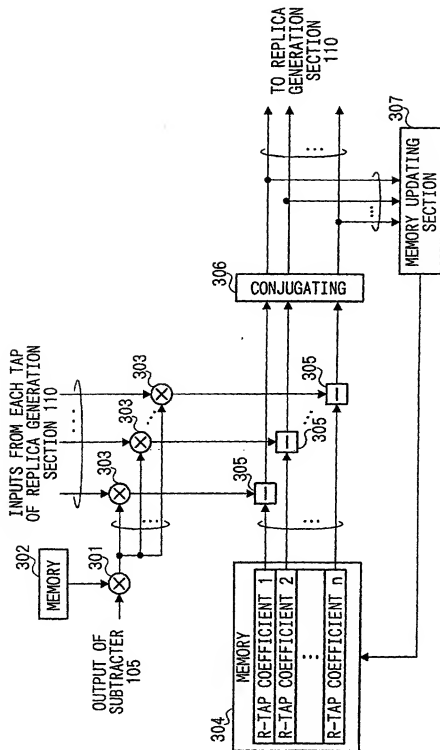 INPUTS FROM EACH TAP
OF REPLICA GENERATION
SECTION 110
302
MEMORY
301
303
303
303
OUTPUT OF
SUBTRACTER
105
305
305
305
304
MEMORY
R-TAP COEFFICIENT 1
R-TAP COEFFICIENT 2
R-TAP COEFFICIENT n
306
CONJUGATING
TO REPLICA
GENERATION
SECTION
110
307
MEMORY UPDATING
SECTION